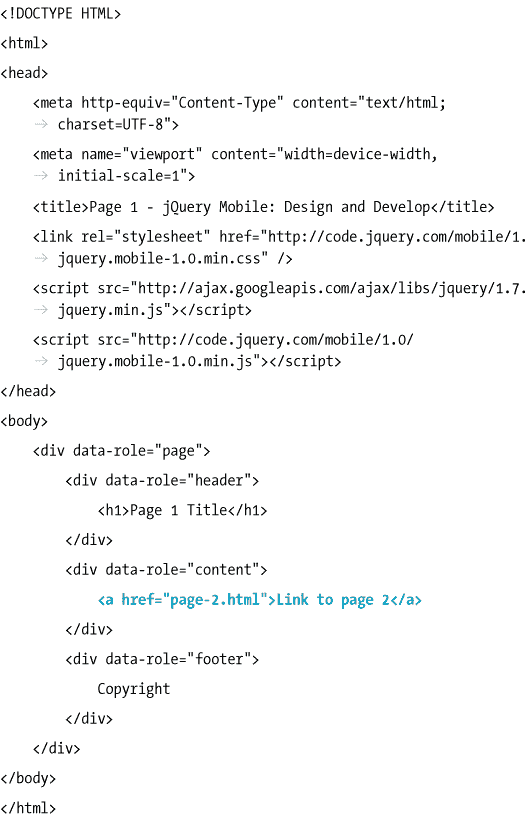 <!DOCTYPE HTML>
<html>
<head>
<meta http-equiv="Content-Type" content="text/html;
→ charset=UTF-8">
<meta name="viewport" content="width=device-width,
→ initial-scale=1">
<title>Page 1 - jQuery Mobile: Design and Develop</title>
<link rel="stylesheet" href="http://code.jquery.com/mobile/1.
→ jquery.mobile-1.0.min.css" />
<script src="http://ajax.googleapis.com/ajax/libs/jquery/1.7.
→ jquery.min.js"></script>
<script src="http://code.jquery.com/mobile/1.0/
→ jquery.mobile-1.0.min.js"></script>
</head>
<body>
<div data-role="page">
<div data-role="header">
<h1>Page 1 Title</h1>
</div>
<div data-role="content">
<a href="page-2.html">Link to page 2</a>
</div>
<div data-role="footer">
Copyright
</div>
</div>
</body>
</html>